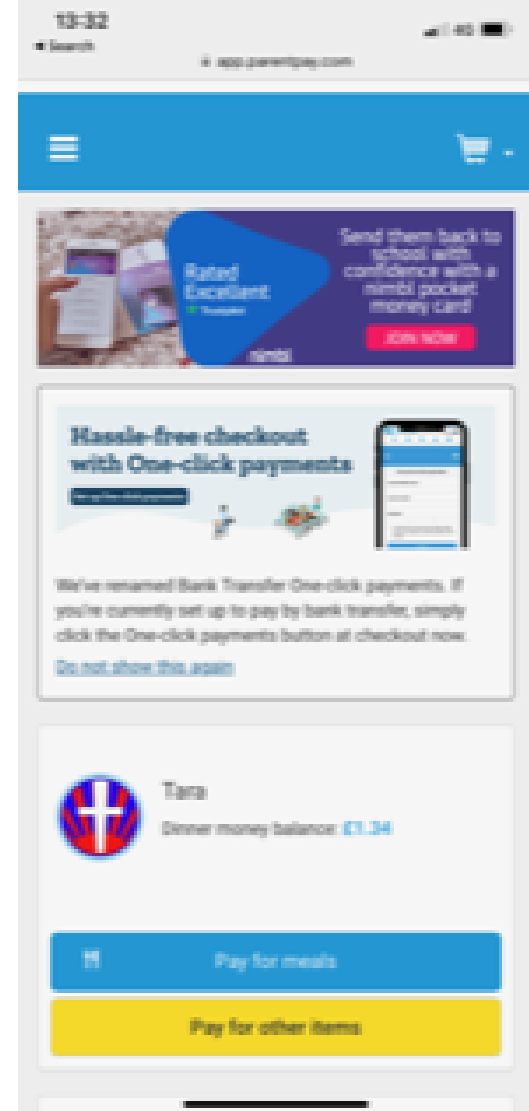 13:32
Search
4G
app.parentpay.com
Send them back to
school with
confidence with a
nimbl pocket
money card
Rated
Excellent
Trustpilot
JOIN NOW
nimbl
Hassle-free checkout
with One-click payments
We've renamed Bank Transfer One-click payments. If
you're currently set up to pay by bank transfer, simply
click the One-click payments button at checkout now.
Do not show this again
Tara
Dinner money balance: £1.34
Pay for meals
Pay for other items